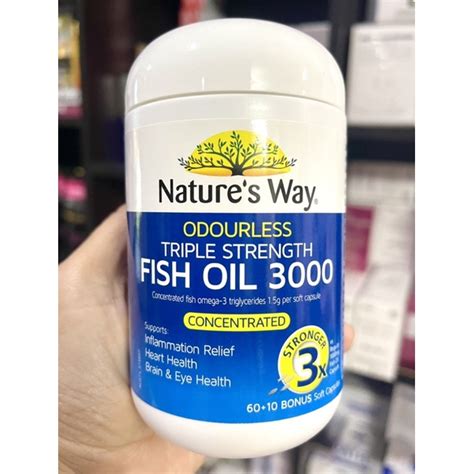 Nature's Way®
ODOURLESS
TRIPLE STRENGTH
FISH OIL 3000
Concentrated fish omega-3 triglycerides 1.5g per soft capsule
CONCENTRATED
Supports:
Inflammation Relief
Heart Health
Brain & Eye Health
STRONGER
3x
60+10 BONUS Soft Capsules